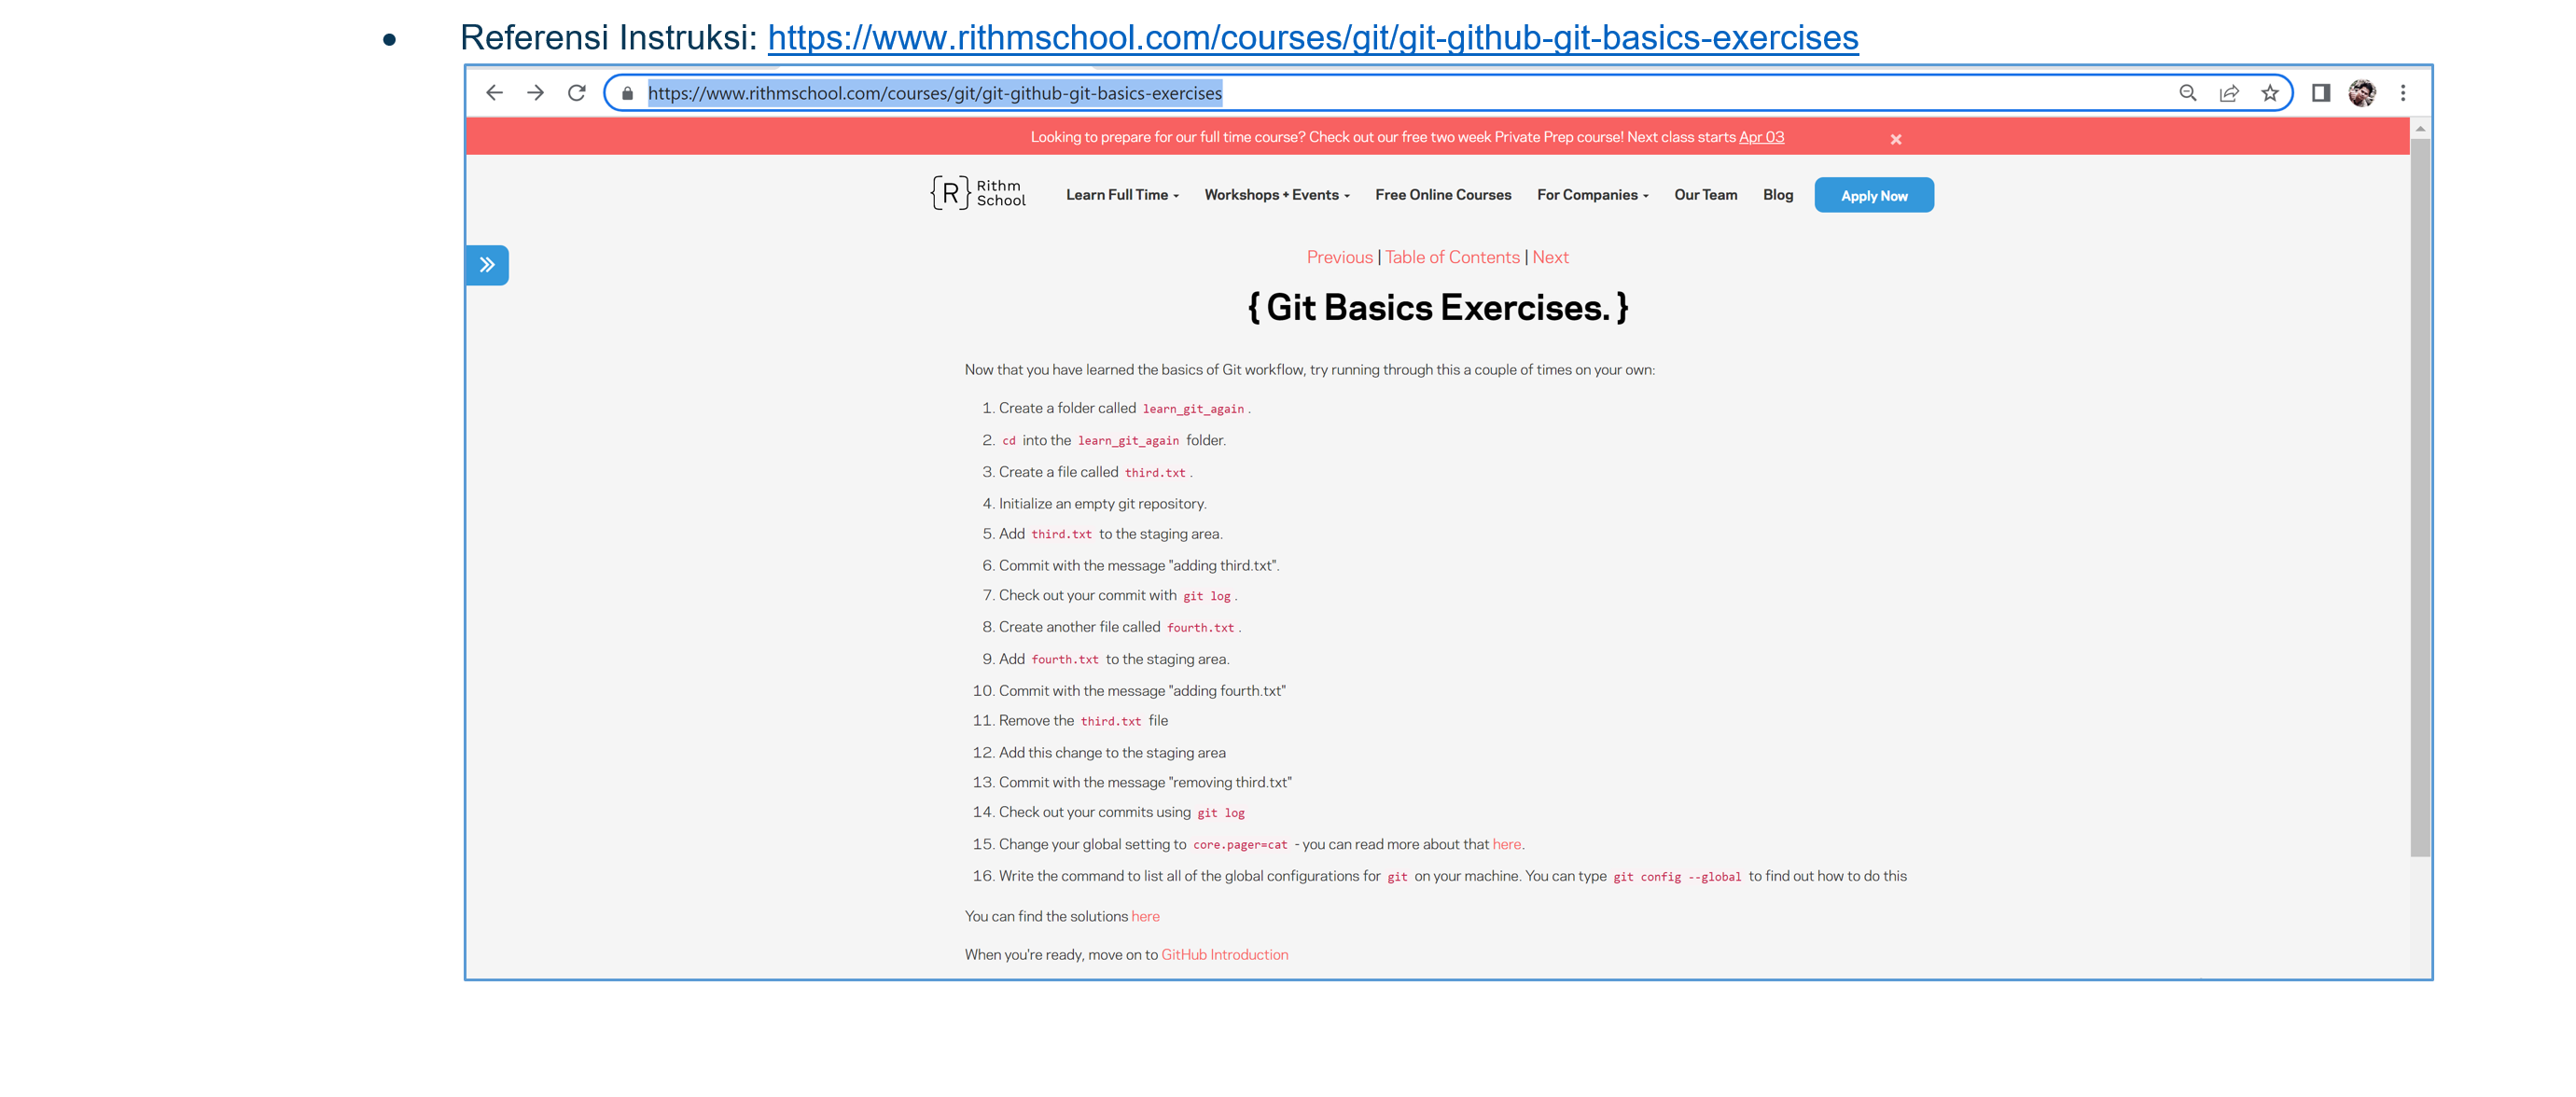 • Referensi Instruksi: https://www.rithmschool.com/courses/git/git-github-git-basics-exercises
https://www.rithmschool.com/courses/git/git-github-git-basics-exercises
Looking to prepare for our full time course? Check out our free two week Private Prep course! Next class starts Apr 03 ×
{R} Rithm School Learn Full Time Workshops + Events Free Online Courses For Companies Our Team Blog Apply Now
Previous | Table of Contents | Next
{ Git Basics Exercises. }
Now that you have learned the basics of Git workflow, try running through this a couple of times on your own:
1. Create a folder called learn_git_again .
2. cd into the learn_git_again folder.
3. Create a file called third.txt .
4. Initialize an empty git repository.
5. Add third.txt to the staging area.
6. Commit with the message "adding third.txt".
7. Check out your commit with git log .
8. Create another file called fourth.txt .
9. Add fourth.txt to the staging area.
10. Commit with the message "adding fourth.txt"
11. Remove the third.txt file
12. Add this change to the staging area
13. Commit with the message "removing third.txt"
14. Check out your commits using git log
15. Change your global setting to core.pager=cat - you can read more about that here.
16. Write the command to list all of the global configurations for git on your machine. You can type git config --global to find out how to do this
You can find the solutions here
When you're ready, move on to GitHub Introduction